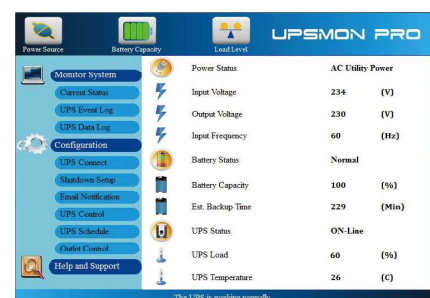 UPSMON PRO
Power Source
Battery Capacity
Load Level
Monitor System
Current Status
UPS Event Log
UPS Data Log
Configuration
UPS Connect
Shutdown Setup
Email Notification
UPS Control
UPS Schedule
Outlet Control
Help and Support
Power Status AC Utility Power
Input Voltage 234 (V)
Output Voltage 230 (V)
Input Frequency 60 (Hz)
Battery Status Normal
Battery Capacity 100 (%)
Est. Backup Time 229 (Min)
UPS Status ON-Line
UPS Load 60 (%)
UPS Temperature 26 (C)
The UPS is working normally